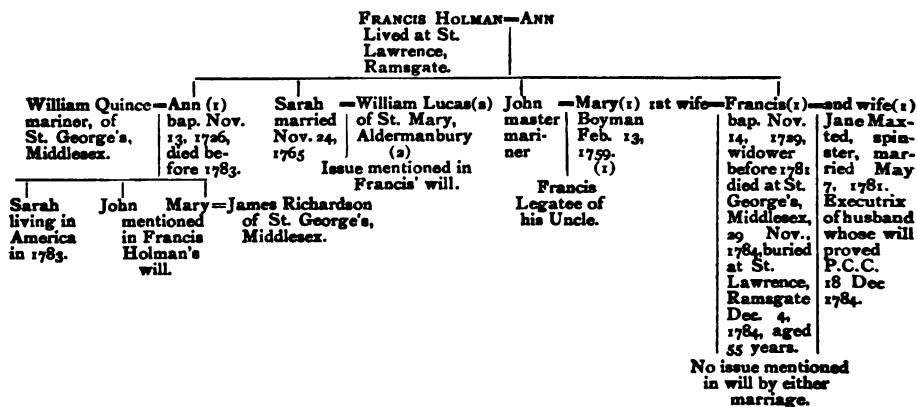 FRANCIS HOLMAN=ANN
Lived at St.
Lawrence,
Ramsgate.
William Quince=
mariner, of
St. George's,
Middlesex.
Ann (1)
bap. Nov.
13, 1726,
died be-
fore 1783.
Sarah
married
Nov. 24,
1765
=William Lucas(2)
of St. Mary,
Aldermanbury
(2)
Issue mentioned in
Francis' will.
John
master
mari-
ner
=Mary(1)
Boyman
Feb. 13,
1759.
(1)
Francis
Legatee of
his Uncle.
1st wife=
Francis(1)
bap. Nov.
14, 1729,
widower
before 1781
died at St.
George's,
Middlesex,
29 Nov.,
1784,buried
at St.
Lawrence,
Ramsgate
Dec. 4,
1784, aged
55 years.
=2nd wife(1)
Jane Max-
ted, spin-
ster, mar-
ried May
7, 1781.
Executrix
of husband
whose will
proved
P.C.C.
18 Dec
1784.
Sarah
living in
America
in 1783.
John Mary=James Richardson
mentioned
in Francis
Holman's
will.
of St. George's,
Middlesex.
No issue mentioned
in will by either
marriage.